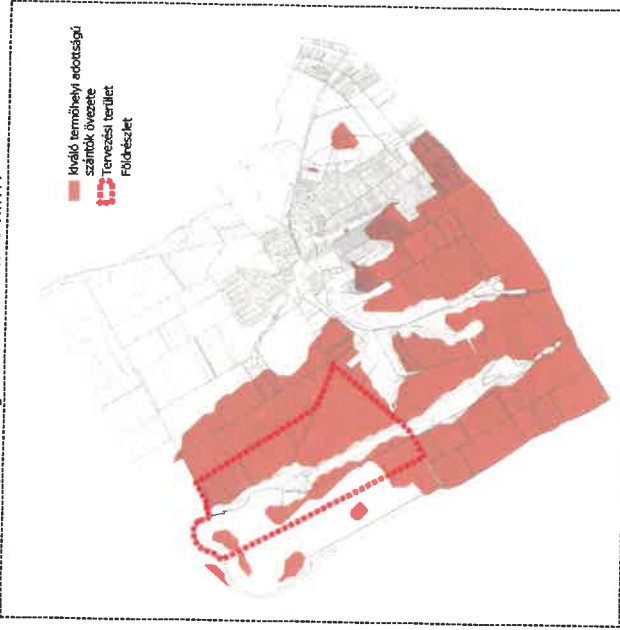 kiváló termőhelyi adottságú
szántók övezete
Tervezési terület
Földrészlet